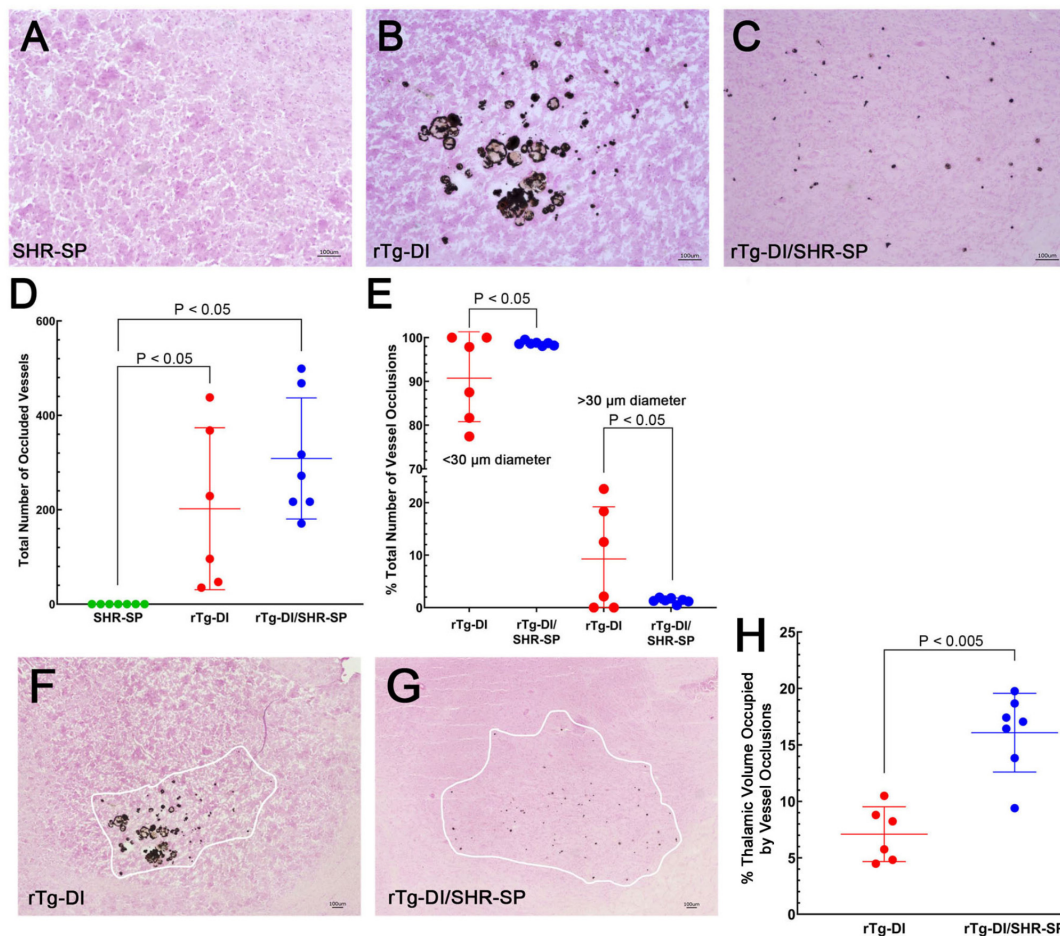 A
SHR-SP
100um
B
rTg-DI
100um
C
rTg-DI/SHR-SP
100um
D
Total Number of Occluded Vessels
600
400
200
0
P < 0.05
P < 0.05
SHR-SP
rTg-DI
rTg-DI/SHR-SP
E
% Total Number of Vessel Occlusions
100
90
80
70
20
10
0
P < 0.05
<30 µm diameter
>30 µm diameter
P < 0.05
rTg-DI
rTg-DI/
SHR-SP
rTg-DI
rTg-DI/
SHR-SP
F
rTg-DI
100um
G
rTg-DI/SHR-SP
100um
H
% Thalamic Volume Occupied
by Vessel Occlusions
25
20
15
10
5
0
P < 0.005
rTg-DI
rTg-DI/SHR-SP